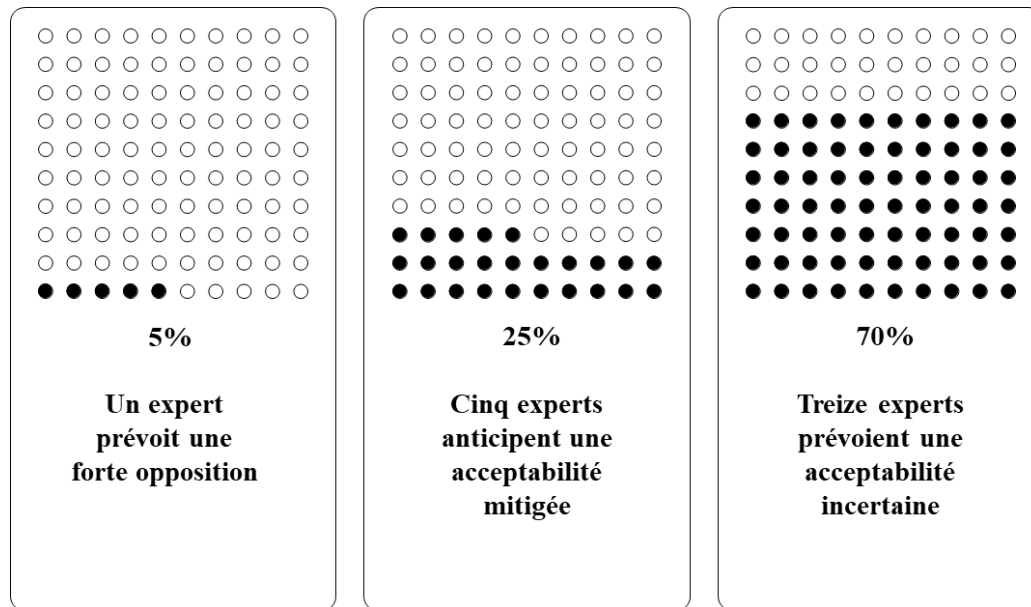 5%
Un expert
prévoit une
forte opposition
25%
Cinq experts
anticipent une
acceptabilité
mitigée
70%
Treize experts
prévoient une
acceptabilité
incertaine